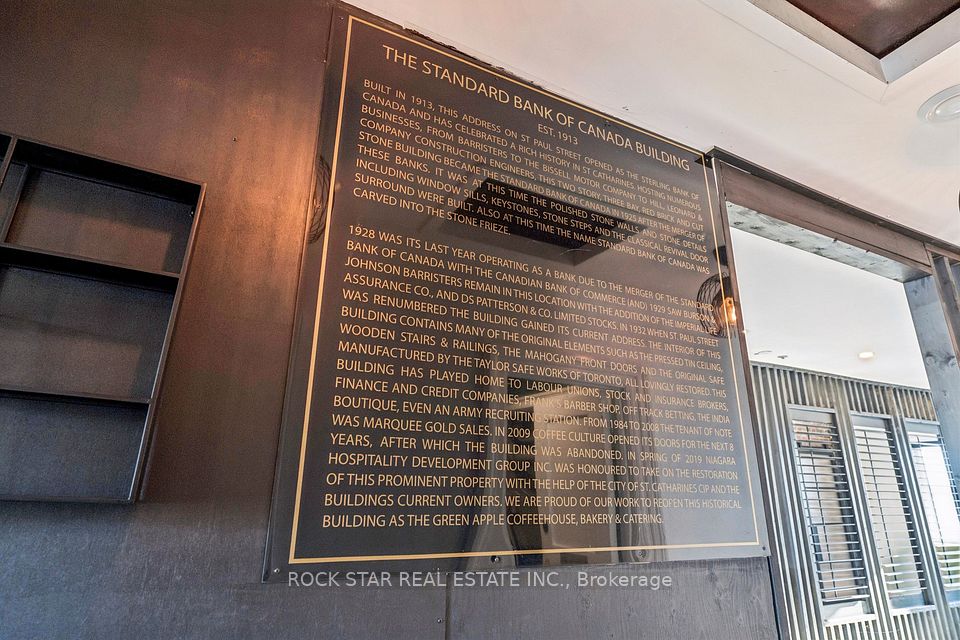 THE STANDARD BANK OF CANADA BUILDING
EST. 1913
BUILT IN 1913, THIS ADDRESS ON ST PAUL STREET OPENED AS THE STERLING BANK OF
CANADA AND HAS CELEBRATED A RICH HISTORY IN ST CATHARINES. HOSTING NUMEROUS
BUSINESSES, FROM BARRISTERS TO THE BISSELL MOTOR COMPANY TO HILL, LEONARD &
COMPANY CONSTRUCTION ENGINEERS. THIS TWO STORY, THREE BAY, RED BRICK AND CUT
STONE BUILDING BECAME THE STANDARD BANK OF CANADA IN 1925 AFTER THE MERGER OF
THESE BANKS. IT WAS AT THIS TIME THE POLISHED STONE WALLS AND STONE DETAILS
INCLUDING WINDOW SILLS, KEYSTONES, STONE STEPS AND THE CLASSICAL REVIVAL DOOR
SURROUND WERE BUILT. ALSO AT THIS TIME THE NAME STANDARD BANK OF CANADA WAS
CARVED INTO THE STONE FRIEZE.
1928 WAS ITS LAST YEAR OPERATING AS A BANK DUE TO THE MERGER OF THE STANDARD
BANK OF CANADA WITH THE CANADIAN BANK OF COMMERCE (AND) 1929 SAW BURSON &
JOHNSON BARRISTERS REMAIN IN THIS LOCATION WITH THE ADDITION OF THE IMPERIAL LIFE
ASSURANCE CO., AND DS PATTERSON & CO. LIMITED STOCKS. IN 1932 WHEN ST. PAUL STREET
WAS RENUMBERED THE BUILDING GAINED ITS CURRENT ADDRESS. THE INTERIOR OF THIS
BUILDING CONTAINS MANY OF THE ORIGINAL ELEMENTS SUCH AS THE PRESSED TIN CEILING,
WOODEN STAIRS & RAILINGS, THE MAHOGANY FRONT DOORS AND THE ORIGINAL SAFE
MANUFACTURED BY THE TAYLOR SAFE WORKS OF TORONTO, ALL LOVINGLY RESTORED. THIS
BUILDING HAS PLAYED HOME TO LABOUR UNIONS, STOCK AND INSURANCE BROKERS,
FINANCE AND CREDIT COMPANIES, FRANK'S BARBER SHOP, OFF TRACK BETTING, THE INDIA
BOUTIQUE, EVEN AN ARMY RECRUITING STATION. FROM 1984 TO 2008 THE TENANT OF NOTE
WAS MARQUEE GOLD SALES. IN 2009 COFFEE CULTURE OPENED ITS DOORS FOR THE NEXT 8
YEARS, AFTER WHICH THE BUILDING WAS ABANDONED. IN SPRING OF 2019 NIAGARA
HOSPITALITY DEVELOPMENT GROUP INC. WAS HONOURED TO TAKE ON THE RESTORATION
OF THIS PROMINENT PROPERTY WITH THE HELP OF THE CITY OF ST. CATHARINES CIP AND THE
BUILDINGS CURRENT OWNERS. WE ARE PROUD OF OUR WORK TO REOPEN THIS HISTORICAL
BUILDING AS THE GREEN APPLE COFFEEHOUSE, BAKERY & CATERING.
ROCK STAR REAL ESTATE INC., Brokerage